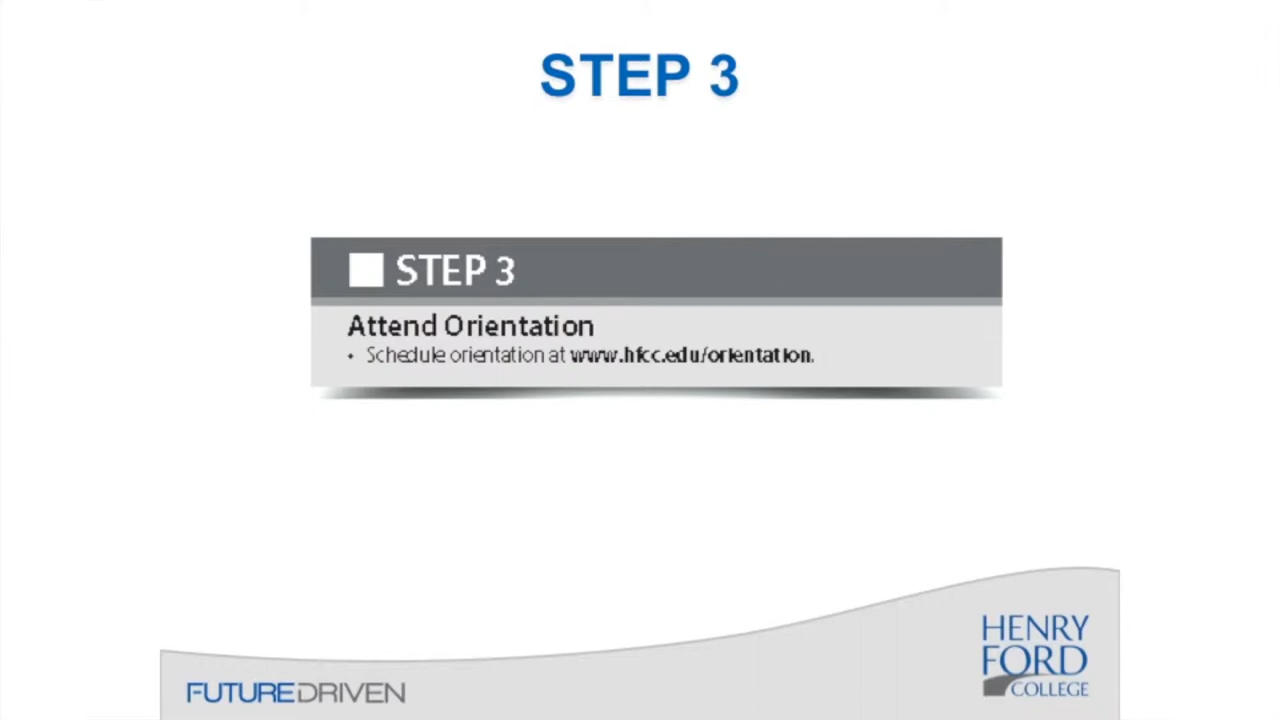 STEP 3
STEP 3
Attend Orientation
• Schedule orientation at www.hfcc.edu/orientation.
FUTUREDRIVEN
HENRY
FORD
COLLEGE